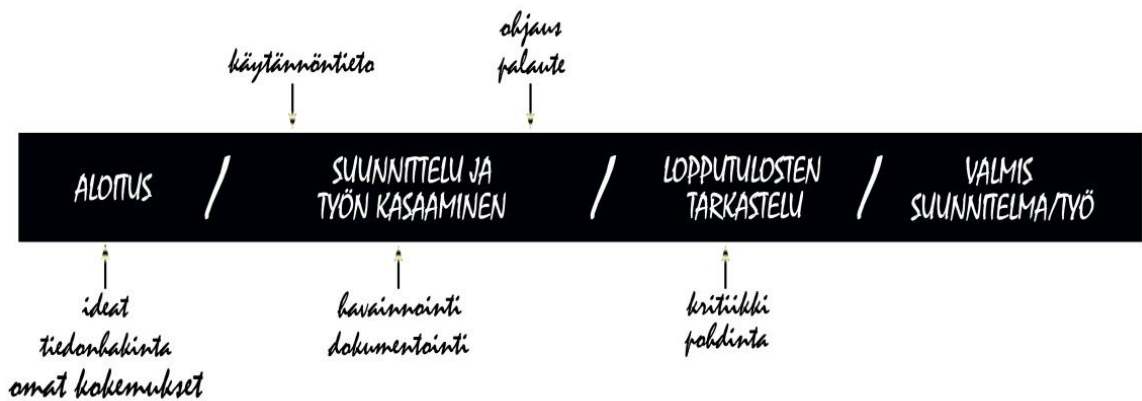 käytännöntieto
ohjaus
palaute
ALOITUS
/
SUUNNITTELU JA
TYÖN KASAAMINEN
/
LOPPUTULOSTEN
TARKASTELU
/
VALMIS
SUUNNITELMA/TYÖ
ideat
tiedonhakinta
omat kokemukset
havainnointi
dokumentointi
kritiikki
pohdinta